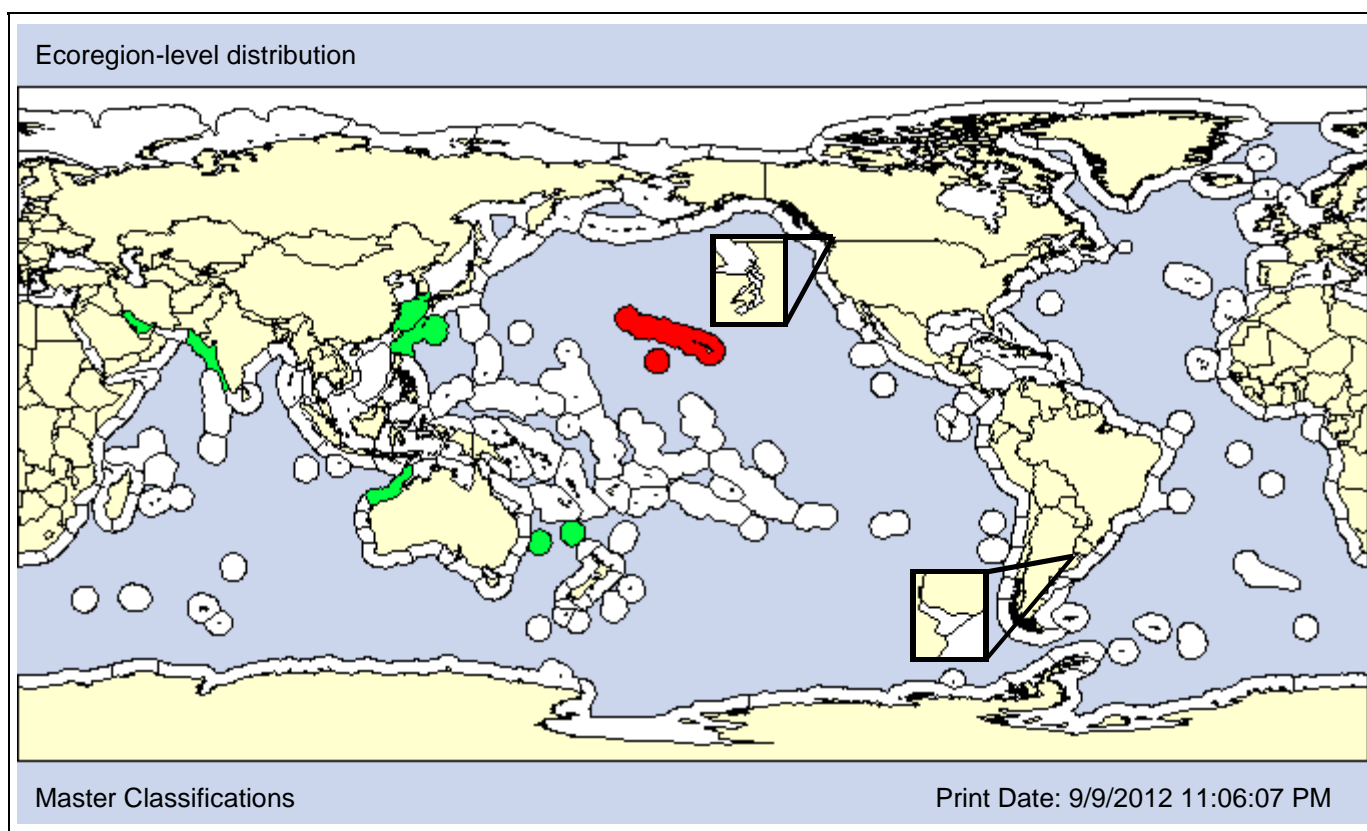 Ecoregion-level distribution
Master Classifications
Print Date: 9/9/2012 11:06:07 PM